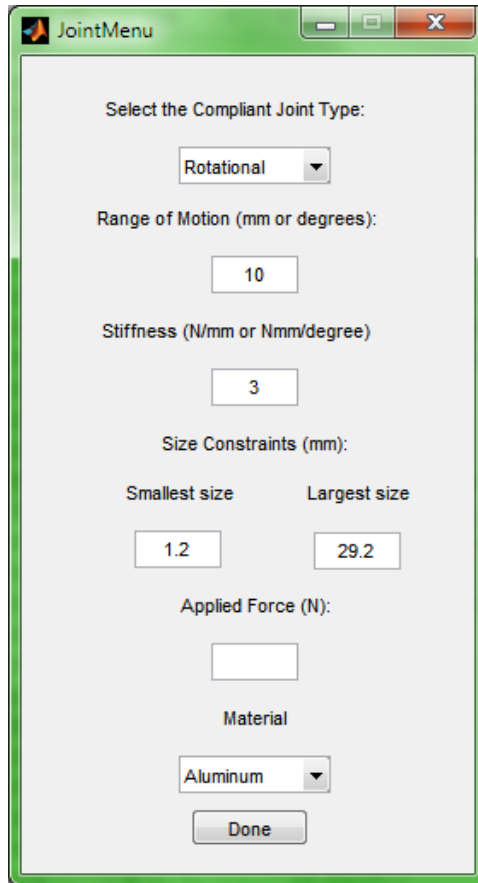 JointMenu
Select the Compliant Joint Type:
Rotational
Range of Motion (mm or degrees):
10
Stiffness (N/mm or Nmm/degree)
3
Size Constraints (mm):
Smallest size Largest size
1.2 29.2
Applied Force (N):
Material
Aluminum
Done